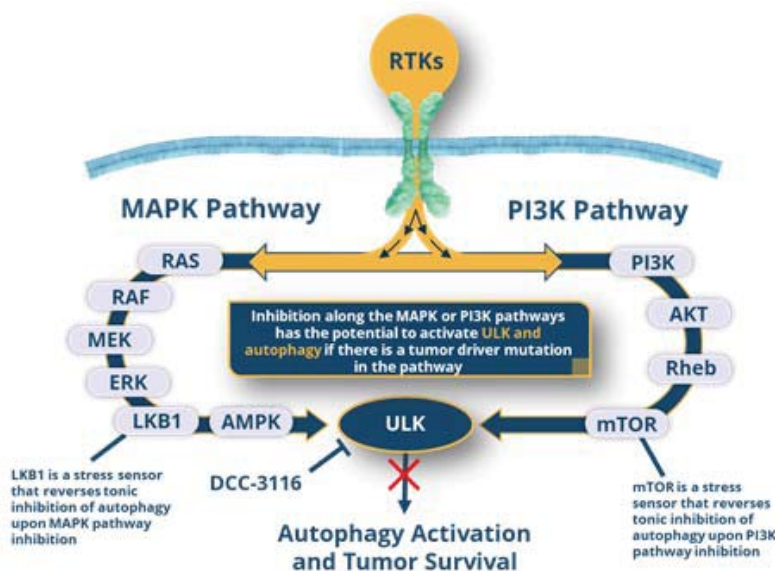 RTKs
MAPK Pathway
PI3K Pathway
RAS
RAF
MEK
ERK
LKB1
AMPK
PI3K
AKT
Rheb
mTOR
Inhibition along the MAPK or PI3K pathways
has the potential to activate ULK and
autophagy if there is a tumor driver mutation
in the pathway
ULK
DCC-3116
LKB1 is a stress sensor
that reverses tonic
inhibition of autophagy
upon MAPK pathway
inhibition
mTOR is a stress
sensor that reverses
tonic inhibition of
autophagy upon PI3K
pathway inhibition
Autophagy Activation
and Tumor Survival